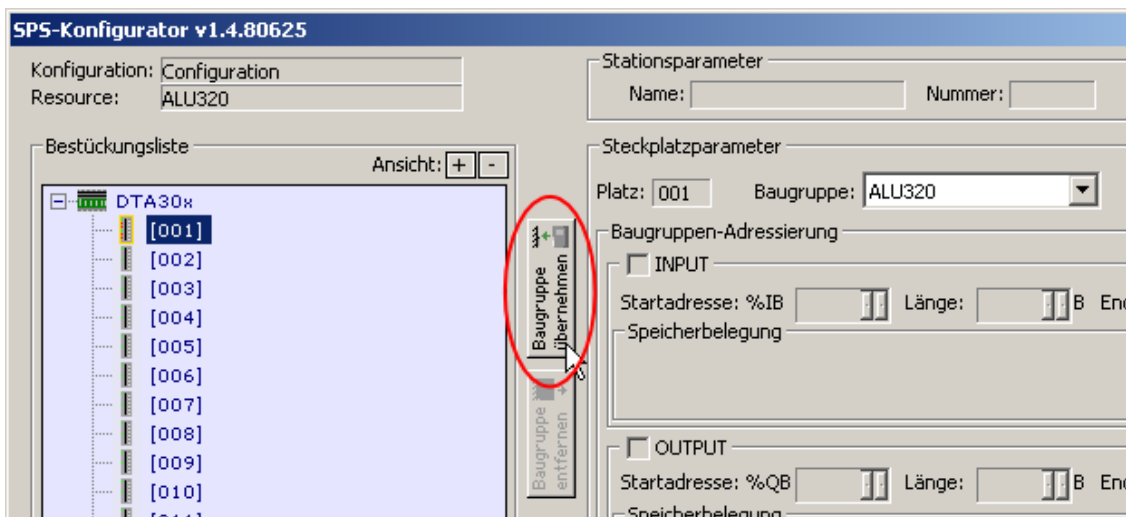 SPS-Konfigurator v1.4.80625
Konfiguration: Configuration
Resource: ALU320
Bestückungsliste
Ansicht: + -
DTA30x
[001]
[002]
[003]
[004]
[005]
[006]
[007]
[008]
[009]
[010]
Baugruppe
übernehmen
Baugruppe
entfernen
Stationsparameter
Name: Nummer:
Steckplatzparameter
Platz: 001 Baugruppe: ALU320
Baugruppen-Adressierung
INPUT
Startadresse: %IB Länge: B
Speicherbelegung
OUTPUT
Startadresse: %QB Länge: B
Speicherbelegung